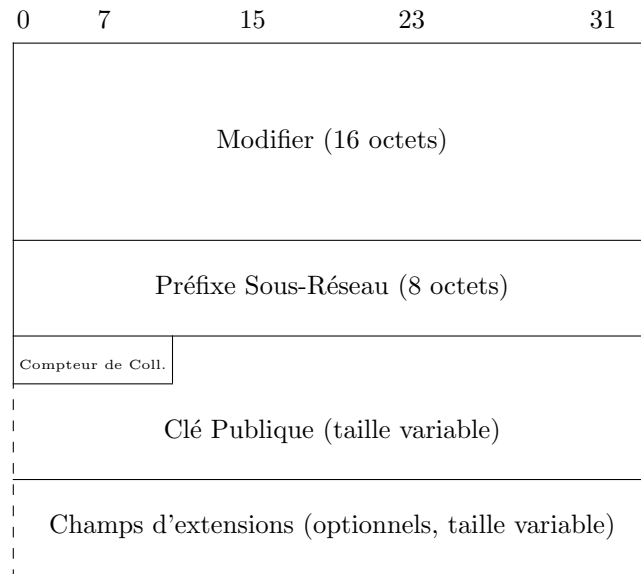 0 7 15 23 31
Modifier (16 octets)
Préfixe Sous-Réseau (8 octets)
Compteur de Coll.
Clé Publique (taille variable)
Champs d'extensions (optionnels, taille variable)